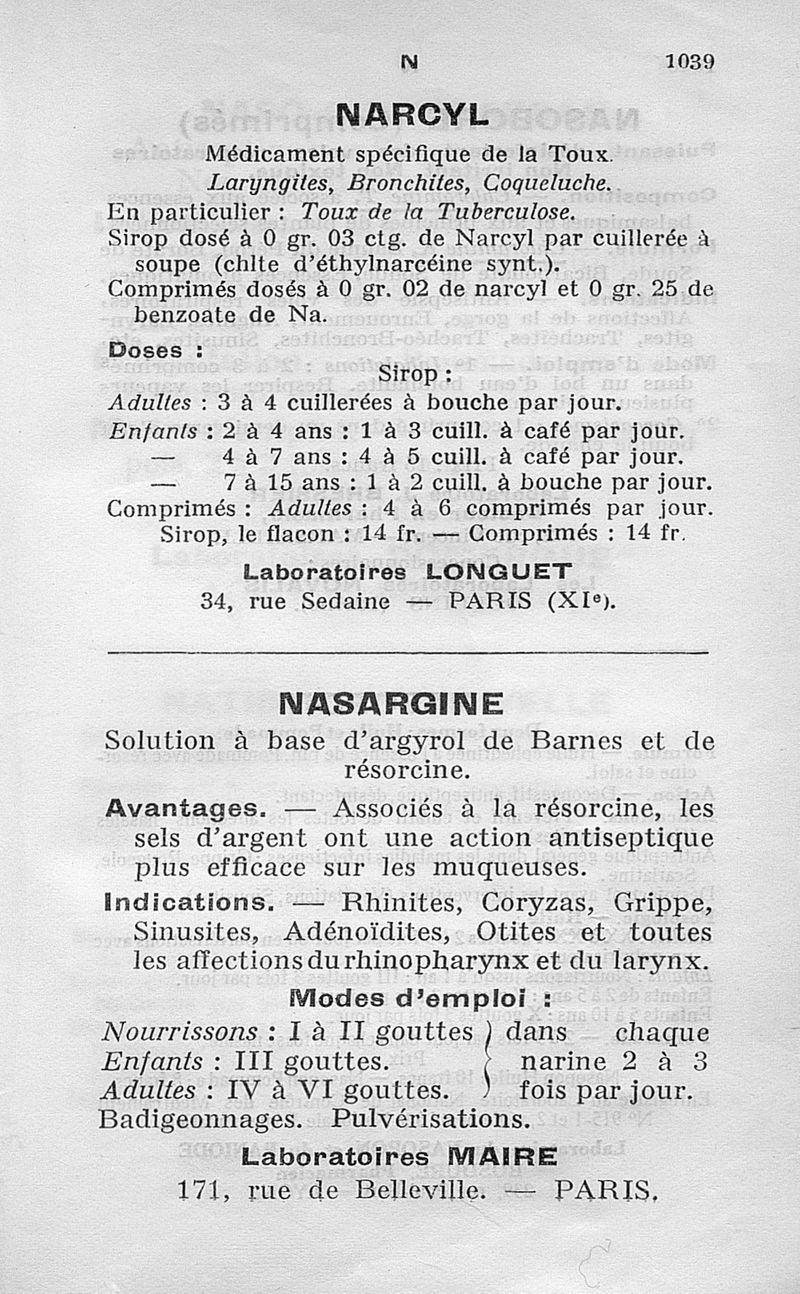 N 1039
NARCYL
Médicament spécifique de la Toux.
Laryngites, Bronchites, Coqueluche.
En particulier : Toux de la Tuberculose.
Sirop dosé à 0 gr. 03 ctg. de Narcyl par cuillerée à
soupe (chlte d'éthylnarcéine synt.).
Comprimés dosés à 0 gr. 02 de narcyl et 0 gr. 25 de
benzoate de Na.
Doses :
Sirop :
Adultes : 3 à 4 cuillerées à bouche par jour.
Enfants : 2 à 4 ans : 1 à 3 cuill. à café par jour.
— 4 à 7 ans : 4 à 5 cuill. à café par jour.
— 7 à 15 ans : 1 à 2 cuill. à bouche par jour.
Comprimés : Adultes : 4 à 6 comprimés par jour.
Sirop, le flacon : 14 fr. — Comprimés : 14 fr.
Laboratoires LONGUET
34, rue Sedaine — PARIS (XIe).
NASARGINE
Solution à base d'argyrol de Barnes et de
résorcine.
Avantages. — Associés à la résorcine, les
sels d'argent ont une action antiseptique
plus efficace sur les muqueuses.
Indications. — Rhinites, Coryzas, Grippe,
Sinusites, Adénoïdites, Otites et toutes
les affections du rhinopharynx et du larynx.
Modes d'emploi :
Nourrissons : I à II gouttes } dans chaque
Enfants : III gouttes. } narine 2 à 3
Adultes : IV à VI gouttes. } fois par jour.
Badigeonnages. Pulvérisations.
Laboratoires MAIRE
171, rue de Belleville. — PARIS.